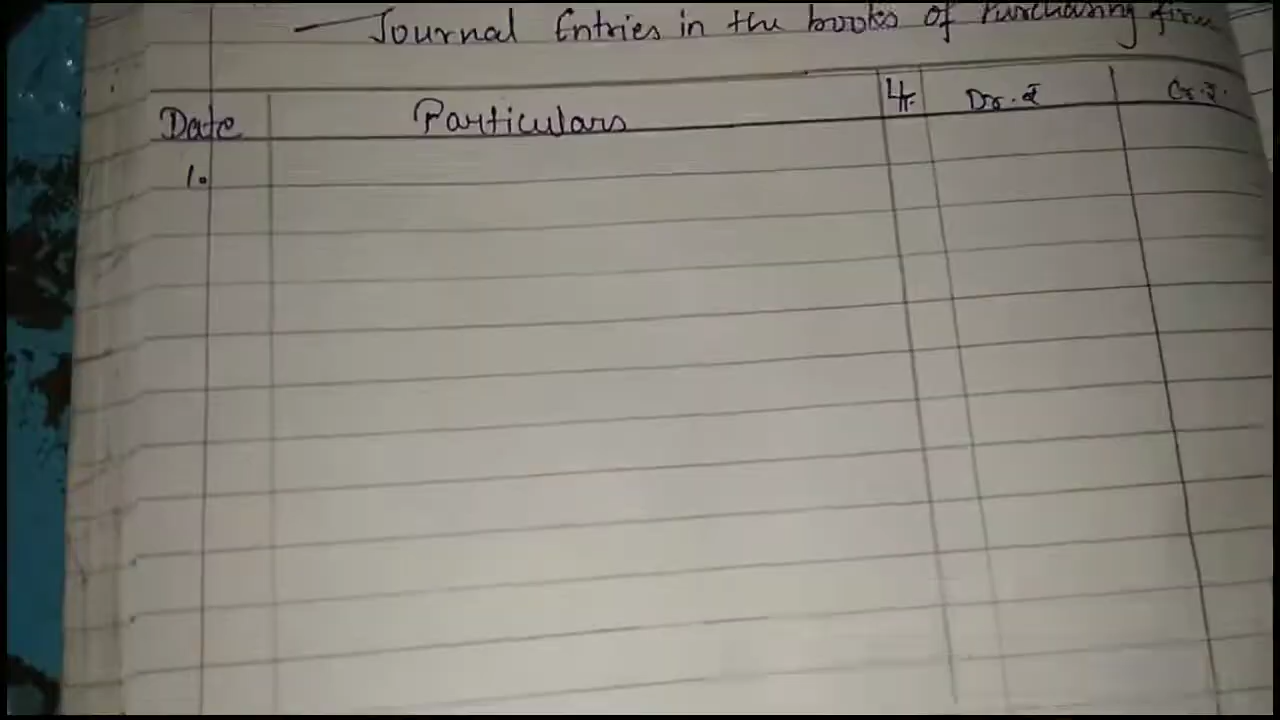 Journal Entries in the books of Purchasing firm
Date Particulars L.F. Dr. ₹ Cr. ₹.
1.